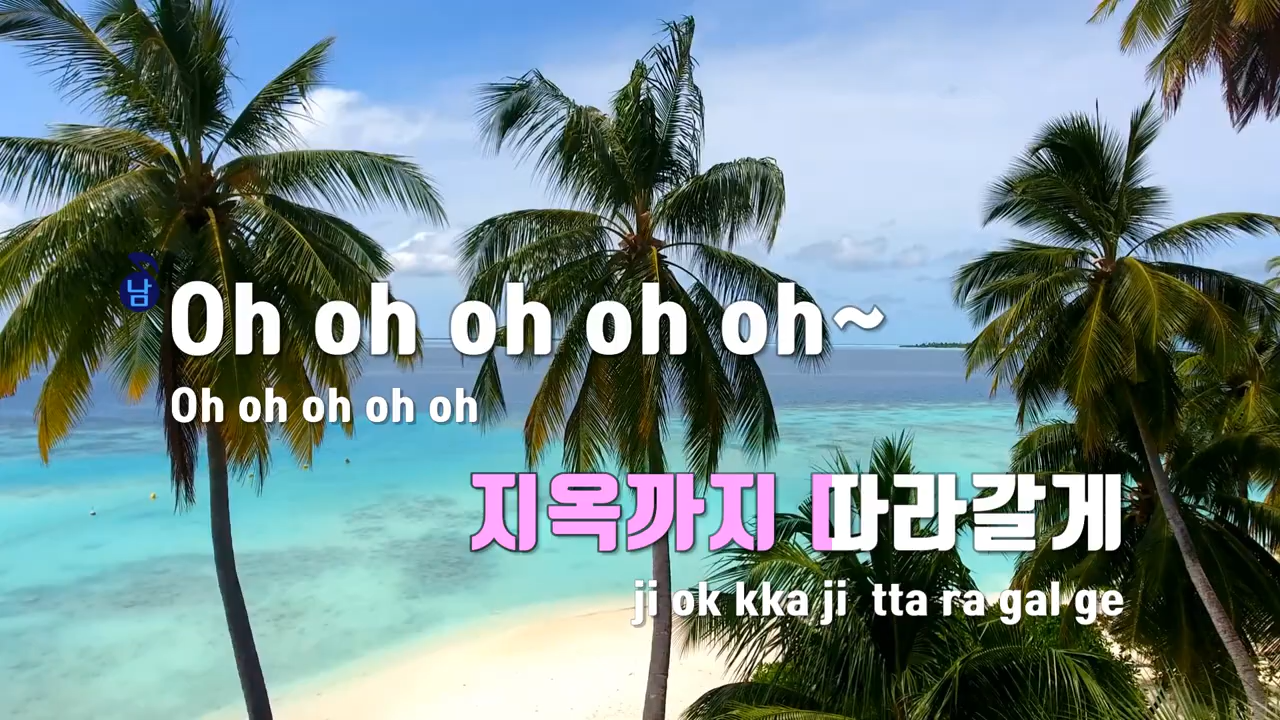 남
Oh oh oh oh oh~
Oh oh oh oh oh
지옥까지 따라갈게
ji ok kka ji tta ra gal ge